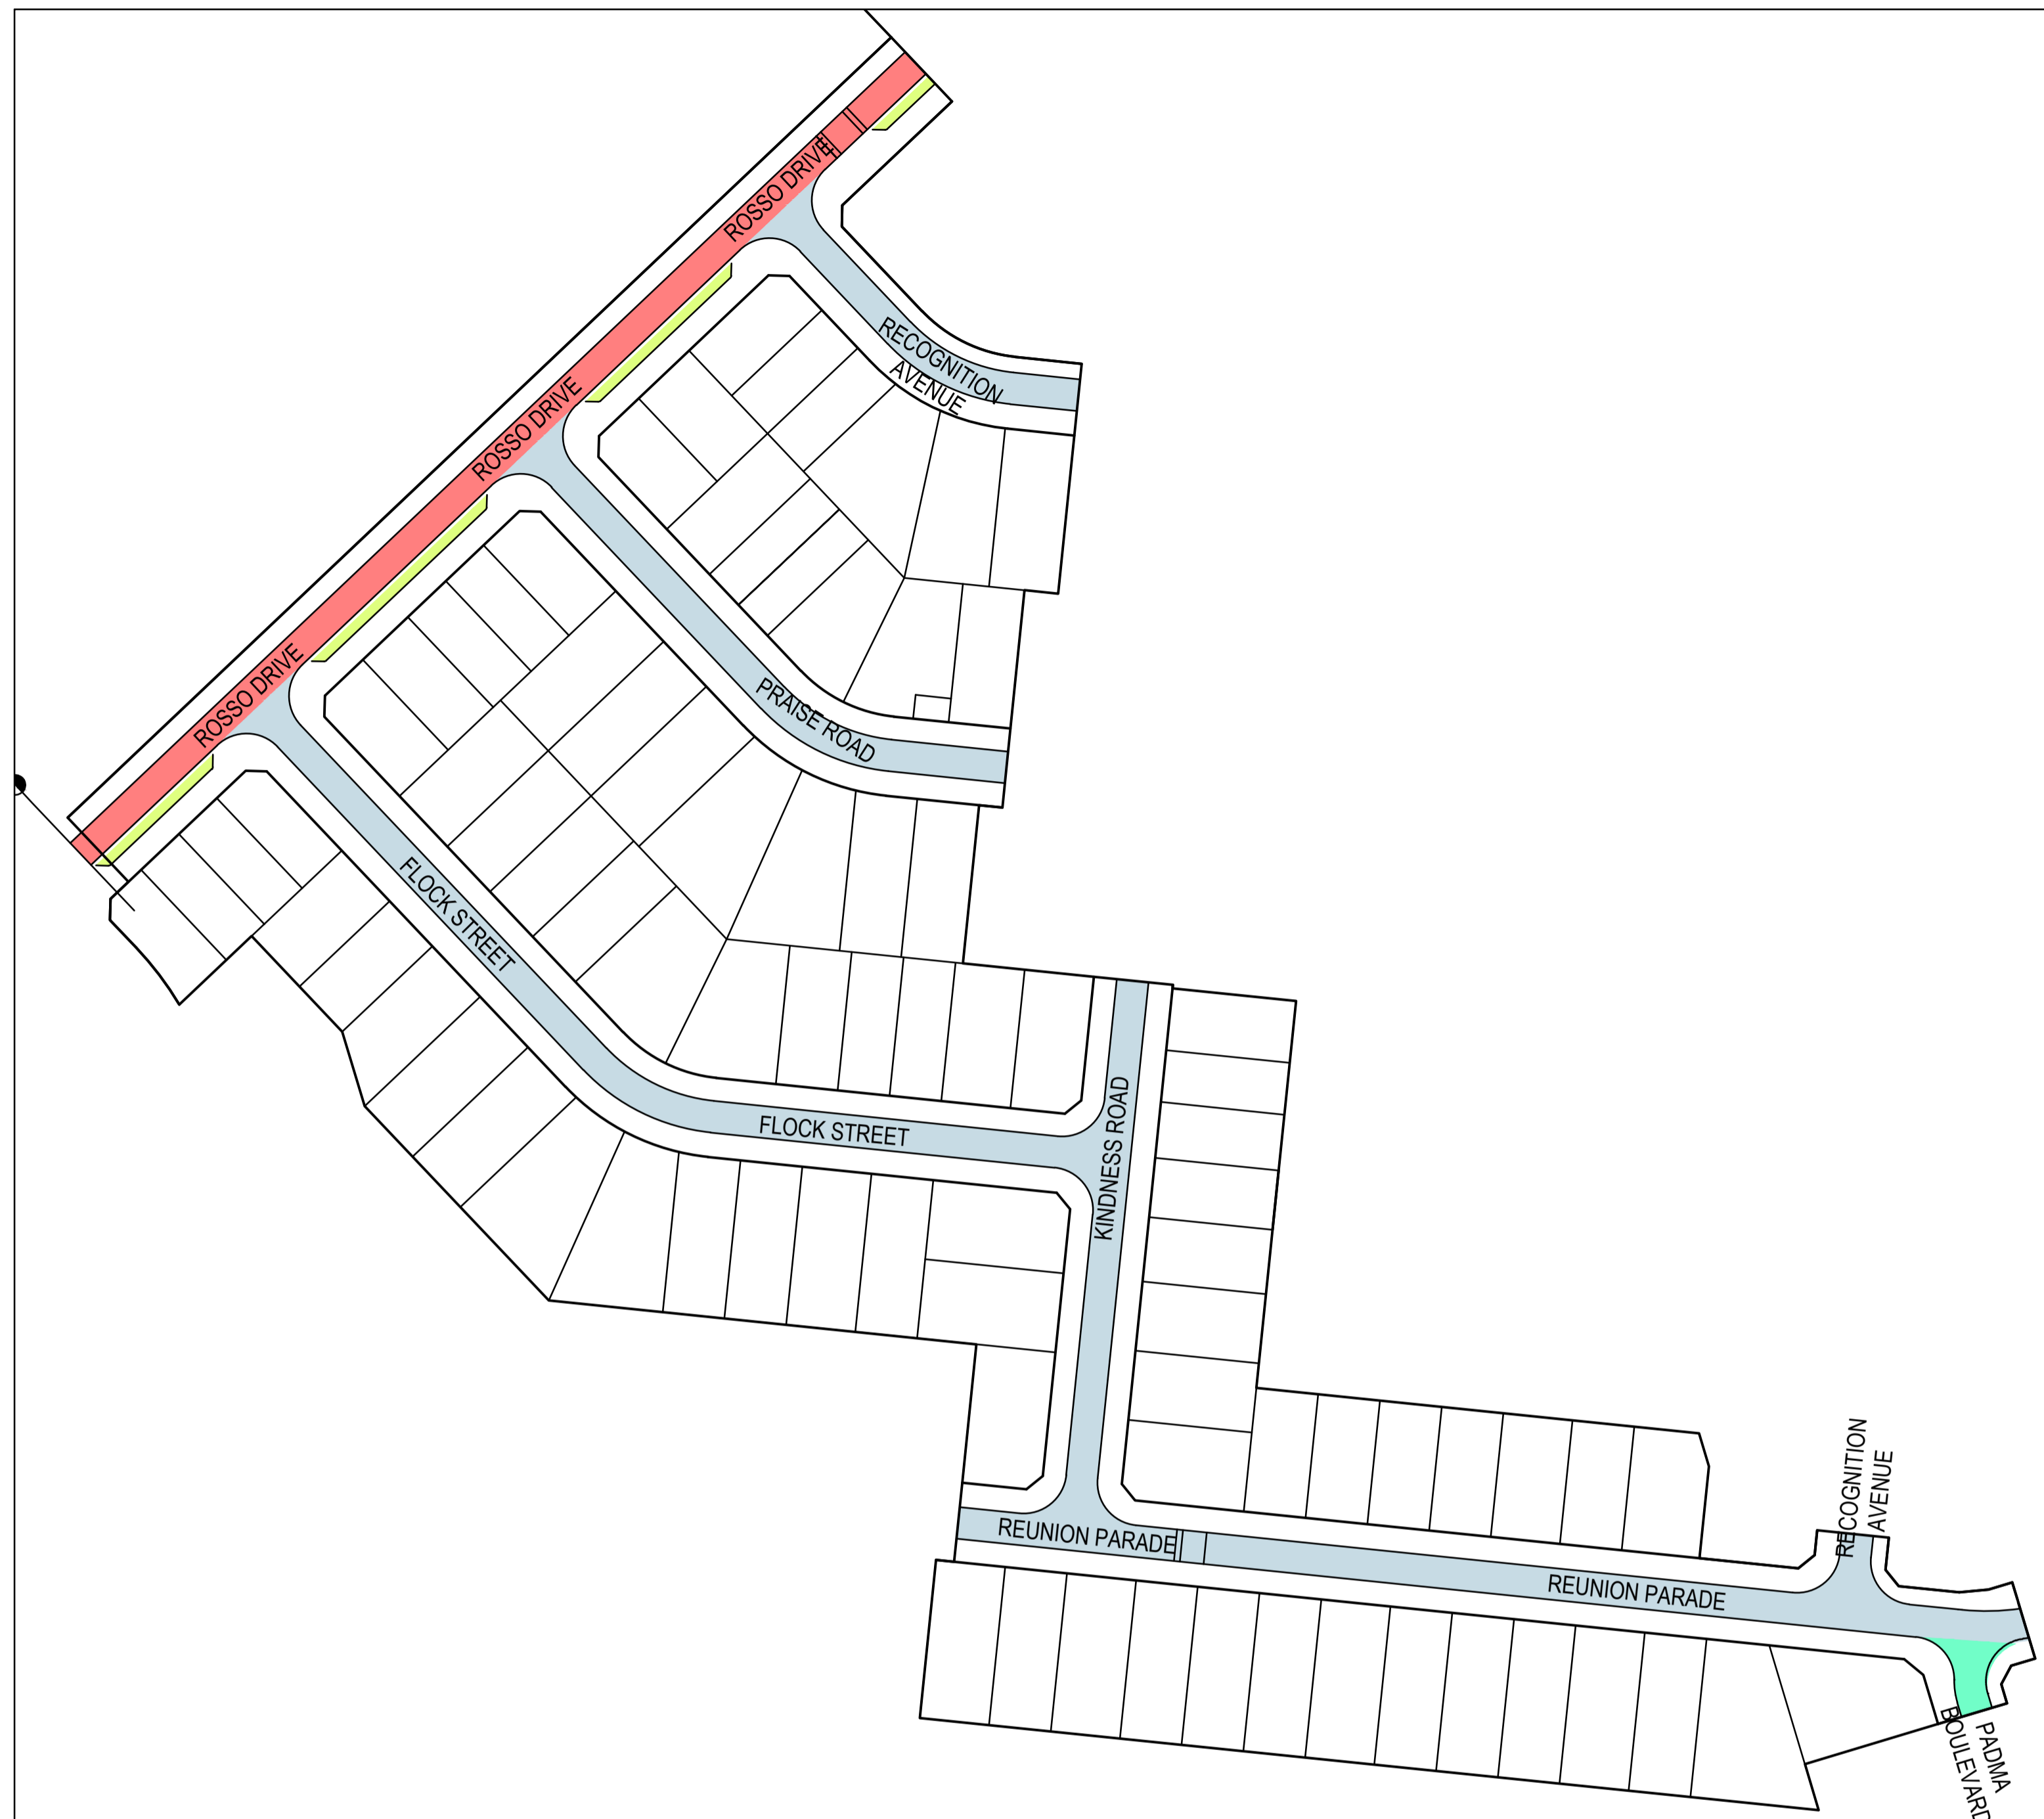 ROSSO DRIVE
RECOGNITION
AVENUE
ROSSO DRIVE
ROSSO DRIVE
PRAISE ROAD
FLOCK STREET
FLOCK STREET
KINDNESS ROAD
RECOGNITION
AVENUE
REUNION PARADE
REUNION PARADE
PADMA
BOULEVARD